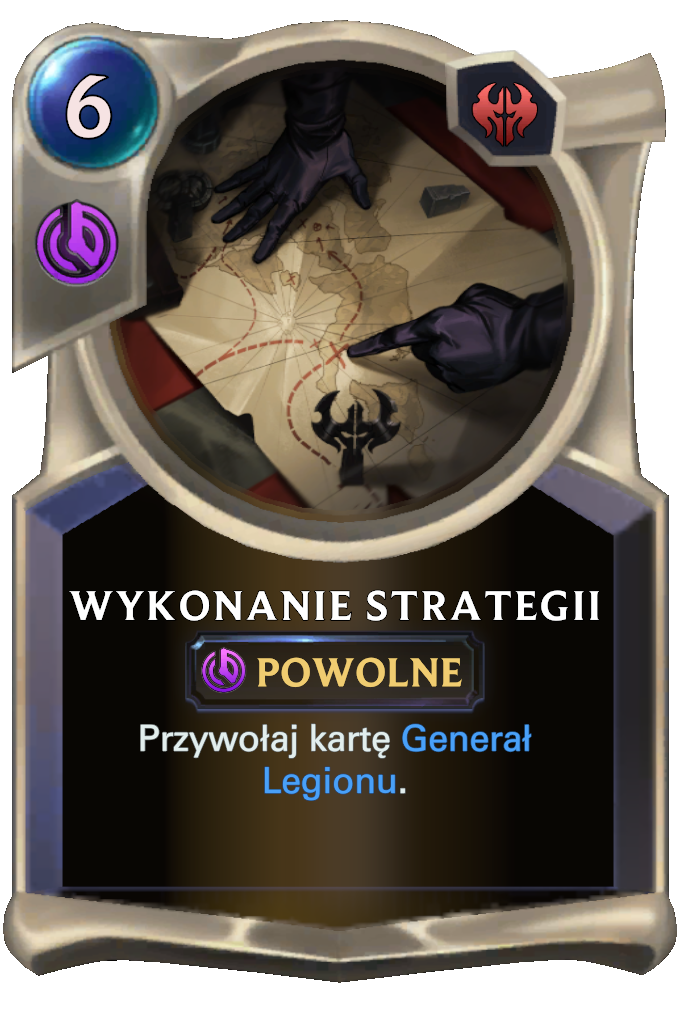 6
WYKONANIE STRATEGII
POWOLNE
Przywołaj kartę Generał
Legionu.